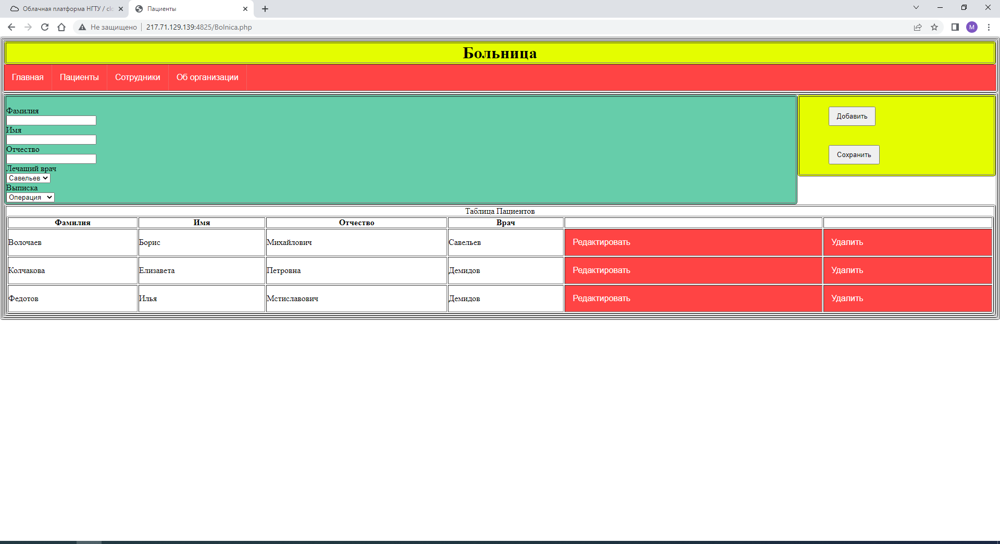 Облачная платформа НГТУ / clo
Пациенты
Не защищено 217.71.129.139:4825/Bolnica.php
M
Больница
Главная Пациенты Сотрудники Об организации
Фамилия
Имя
Отчество
Лечащий врач
Савельев
Выписка
Операция
Добавить
Сохранить
Таблица Пациентов
Фамилия Имя Отчество Врач
Волочаев Борис Михайлович Савельев Редактировать Удалить
Колчакова Елизавета Петровна Демидов Редактировать Удалить
Федотов Илья Мстиславович Демидов Редактировать Удалить